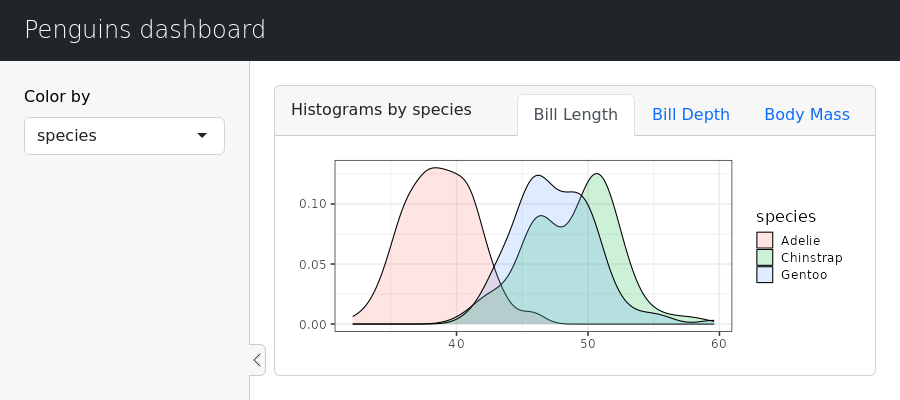 Penguins dashboard
Color by
species
Histograms by species
Bill Length
Bill Depth
Body Mass
0.10
0.05
0.00
40
50
60
species
Adelie
Chinstrap
Gentoo